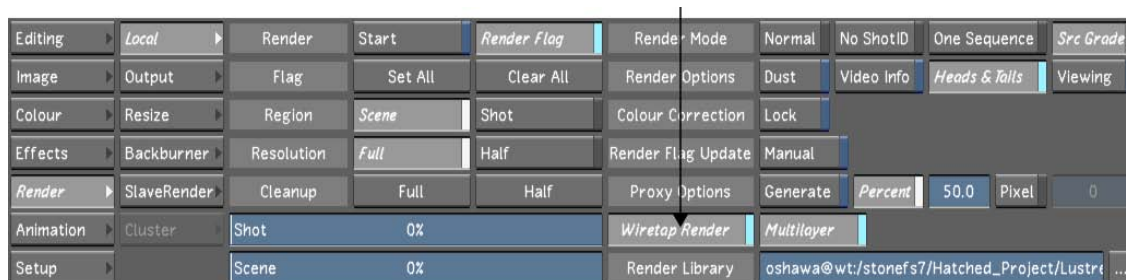 Editing Local Render Start Render Flag Render Mode Normal No ShotID One Sequence Src Grade
Image Output Flag Set All Clear All Render Options Dust Video Info Heads & Tails Viewing
Colour Resize Region Scene Shot Colour Correction Lock
Effects Backburner Resolution Full Half Render Flag Update Manual
Render SlaveRender Cleanup Full Half Proxy Options Generate Percent 50.0 Pixel 0
Animation Cluster Shot 0% Wiretap Render Multilayer
Setup Scene 0% Render Library oshawa@wt:/stonefs7/Hatched_Project/Lustre ...